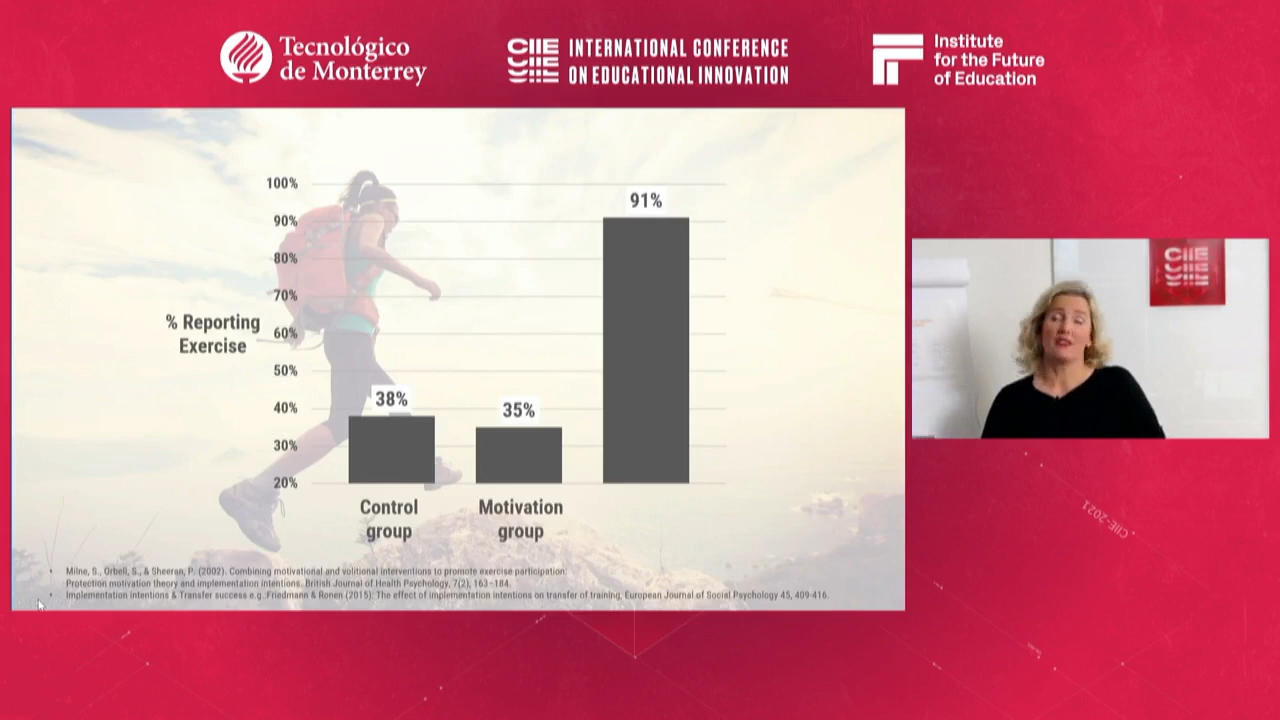 Tecnológico
de Monterrey
CIIE
INTERNATIONAL CONFERENCE
ON EDUCATIONAL INNOVATION
Institute
for the Future
of Education
100%
90%
80%
70%
60%
50%
40%
30%
20%
% Reporting
Exercise
38%
35%
91%
Control
group
Motivation
group
• Milne, S., Orbell, S., & Sheeran, P. (2002). Combining motivational and volitional interventions to promote exercise participation:
Protection motivation theory and implementation intentions. British Journal of Health Psychology, 7(2), 163–184.
• Implementation intentions & Transfer success e.g. Friedmann & Ronen (2015): The effect of implementation intentions on transfer of training, European Journal of Social Psychology 45, 409-416.
CIIE
CIIE-2021